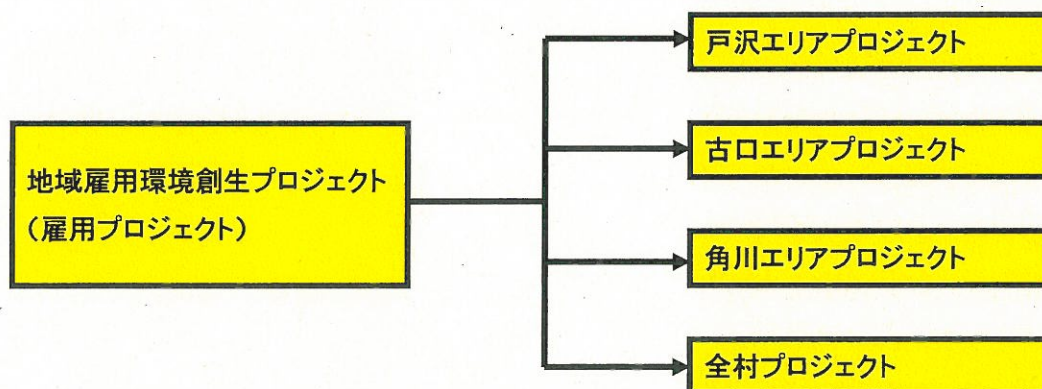 地域雇用環境創生プロジェクト
(雇用プロジェクト)
戸沢エリアプロジェクト
古口エリアプロジェクト
角川エリアプロジェクト
全村プロジェクト